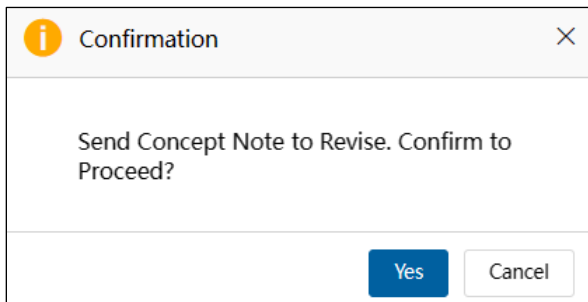 Confirmation
Send Concept Note to Revise. Confirm to
Proceed?
Yes
Cancel